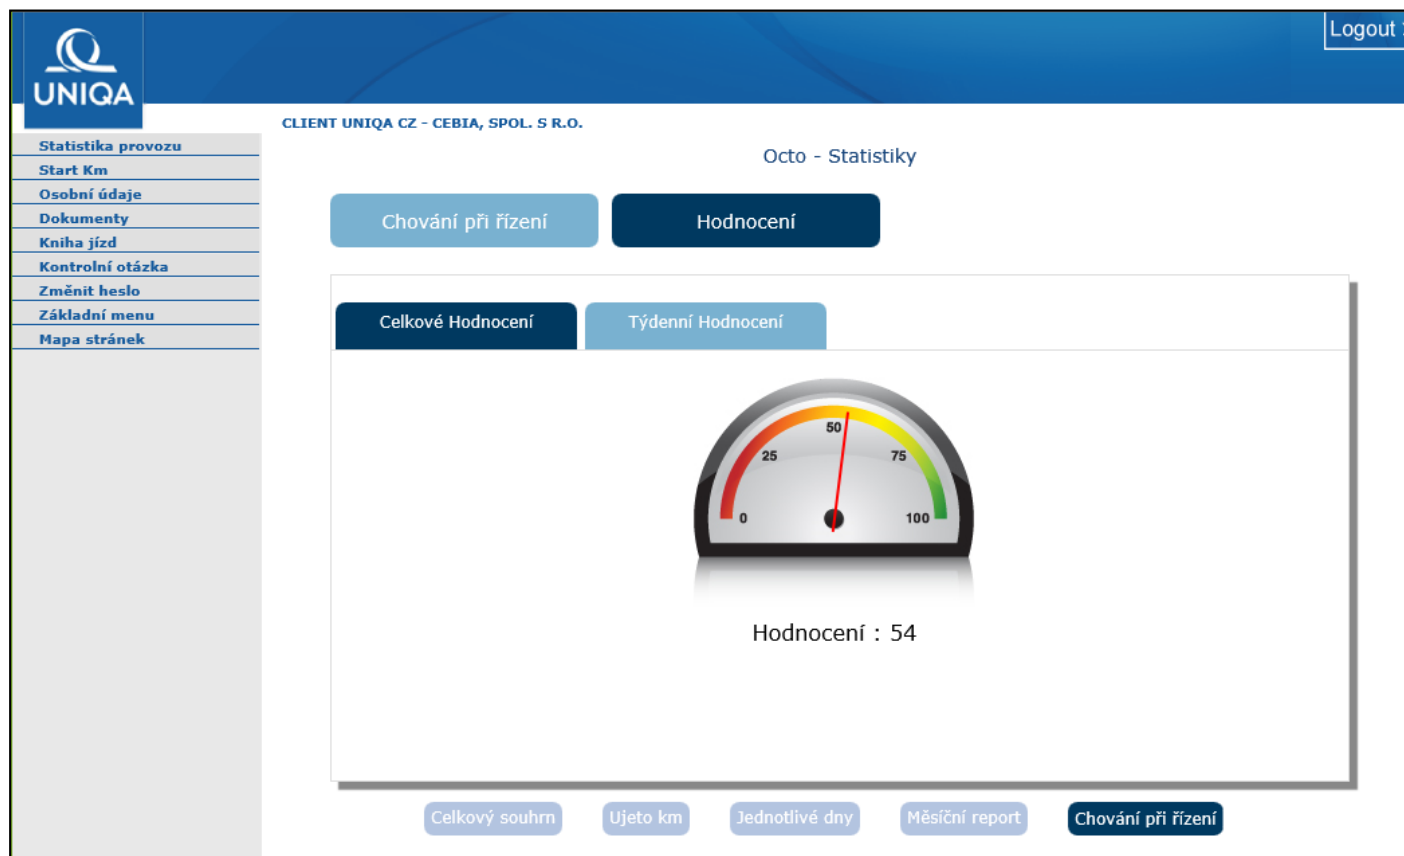 Logout
UNIQA
CLIENT UNIQA CZ - CEBIA, SPOL. S R.O.
Statistika provozu
Start Km
Osobní údaje
Dokumenty
Kniha jízd
Kontrolní otázka
Změnit heslo
Základní menu
Mapa stránek
Octo - Statistiky
Chování při řízení
Hodnocení
Celkové Hodnocení
Týdenní Hodnocení
0
25
50
75
100
Hodnocení : 54
Celkový souhrn
Ujeto km
Jednotlivé dny
Měsíční report
Chování při řízení